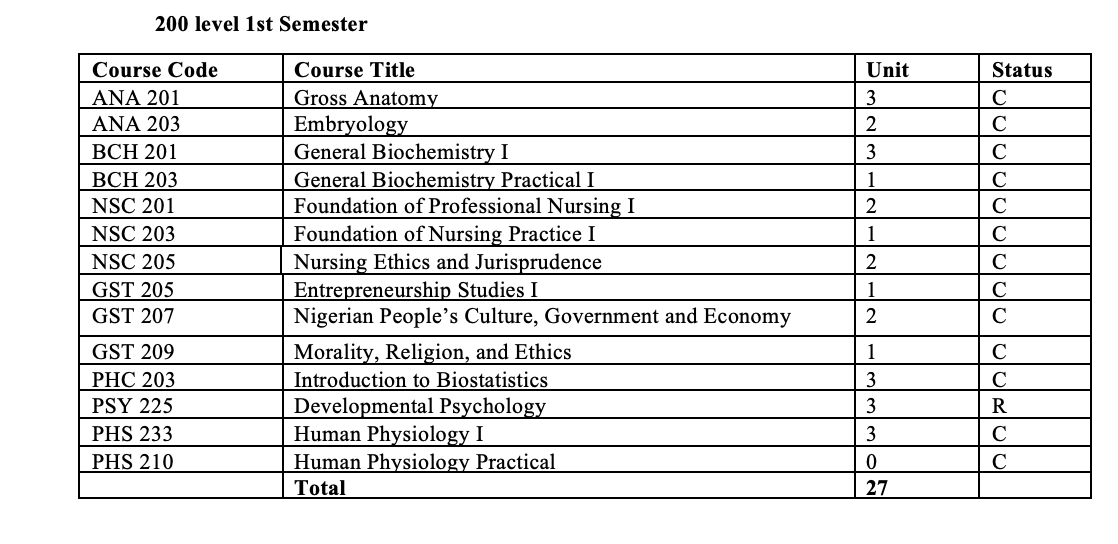 200 level 1st Semester
Course Code Course Title Unit Status
ANA 201 Gross Anatomy 3 C
ANA 203 Embryology 2 C
BCH 201 General Biochemistry I 3 C
BCH 203 General Biochemistry Practical I 1 C
NSC 201 Foundation of Professional Nursing I 2 C
NSC 203 Foundation of Nursing Practice I 1 C
NSC 205 Nursing Ethics and Jurisprudence 2 C
GST 205 Entrepreneurship Studies I 1 C
GST 207 Nigerian People’s Culture, Government and Economy 2 C
GST 209 Morality, Religion, and Ethics 1 C
PHC 203 Introduction to Biostatistics 3 C
PSY 225 Developmental Psychology 3 R
PHS 233 Human Physiology I 3 C
PHS 210 Human Physiology Practical 0 C
Total 27